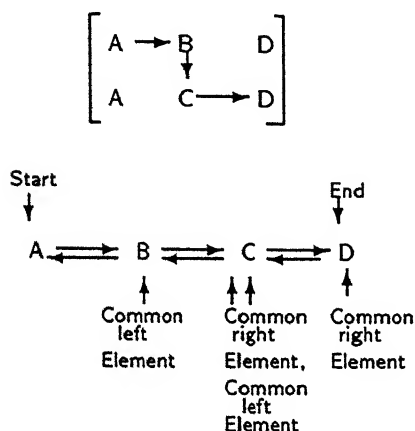 A B D
A C D
Start
End
A B C D
Common Common Common
left right right
Element Element, Element
Common
left
Element